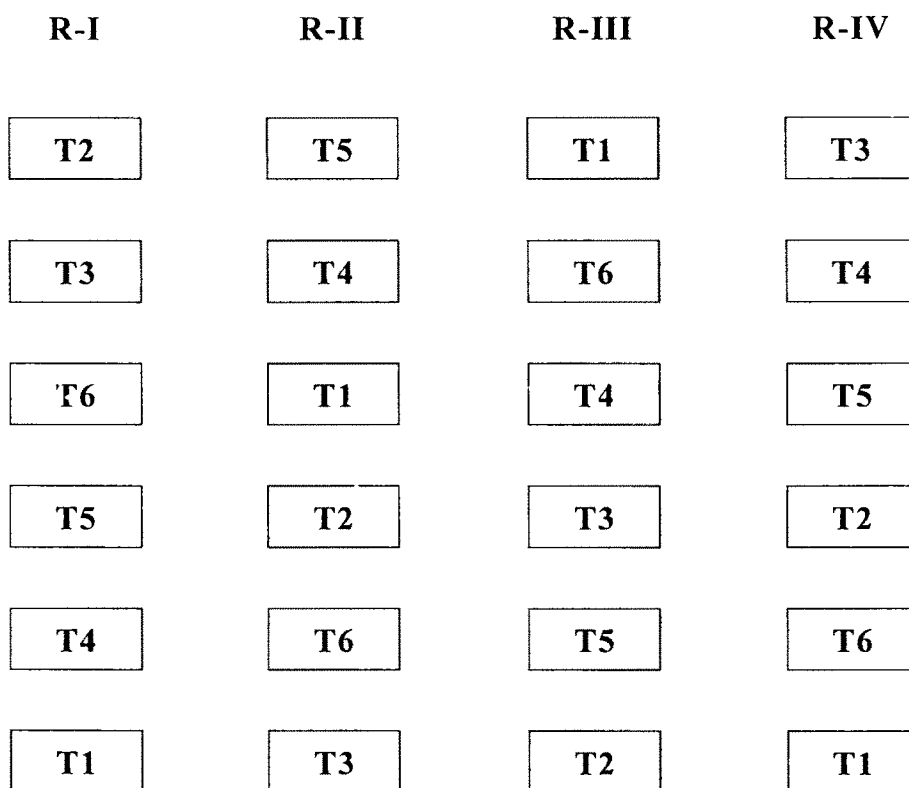 R-I R-II R-III R-IV
T2 T5 T1 T3
T3 T4 T6 T4
T6 T1 T4 T5
T5 T2 T3 T2
T4 T6 T5 T6
T1 T3 T2 T1